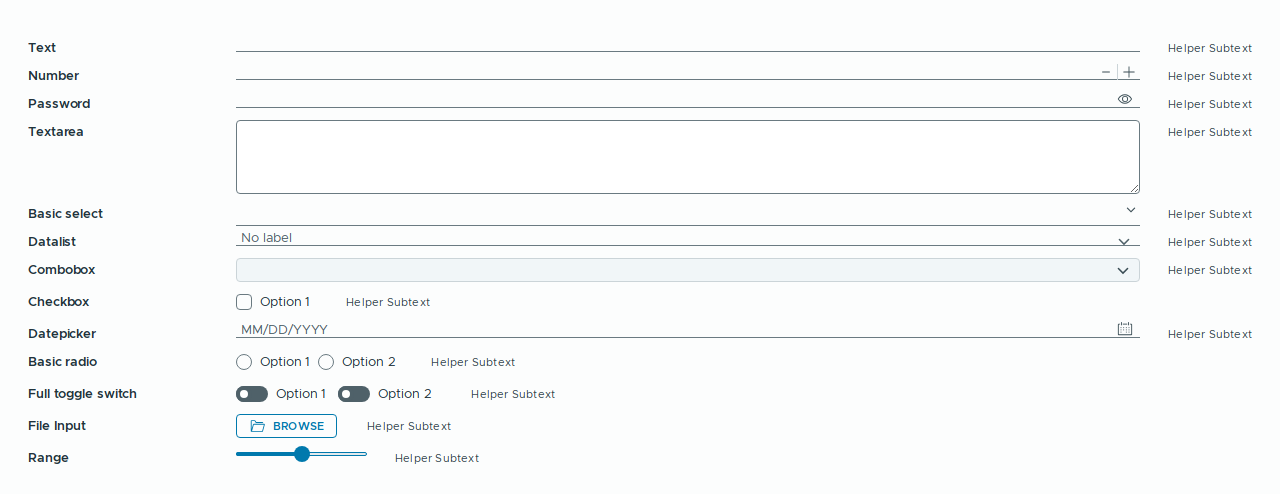 Text Helper Subtext
Number Helper Subtext
Password Helper Subtext
Textarea Helper Subtext
Basic select Helper Subtext
Datalist No label Helper Subtext
Combobox Helper Subtext
Checkbox Option 1 Helper Subtext
Datepicker MM/DD/YYYY Helper Subtext
Basic radio Option 1 Option 2 Helper Subtext
Full toggle switch Option 1 Option 2 Helper Subtext
File Input BROWSE Helper Subtext
Range Helper Subtext